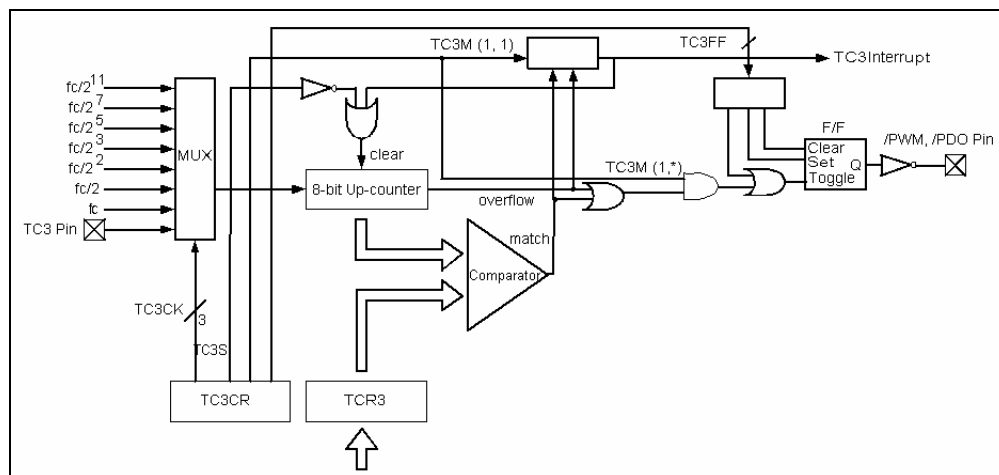 TC3M (1, 1)
TC3FF
TC3Interrupt
fc/2^11
fc/2^7
fc/2^5
fc/2^3
fc/2^2
fc/2
fc
TC3 Pin
MUX
clear
8-bit Up-counter
overflow
TC3M (1,*)
match
Comparator
F/F
Clear
Set
Q
Toggle
/PWM, /PDO Pin
TC3CK
3
TC3S
TC3CR
TCR3